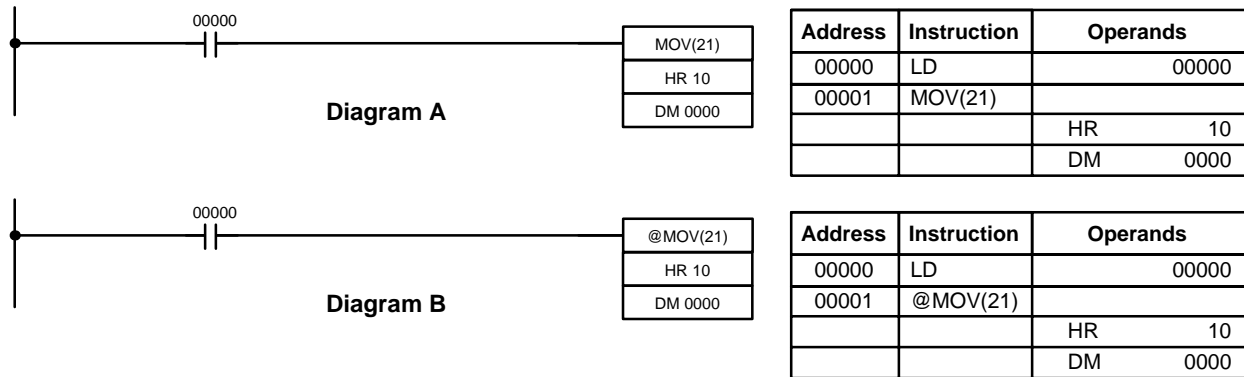 00000
MOV(21)
HR 10
DM 0000
Diagram A
Address Instruction Operands
00000 LD 00000
00001 MOV(21)
HR 10
DM 0000
00000
@MOV(21)
HR 10
DM 0000
Diagram B
Address Instruction Operands
00000 LD 00000
00001 @MOV(21)
HR 10
DM 0000